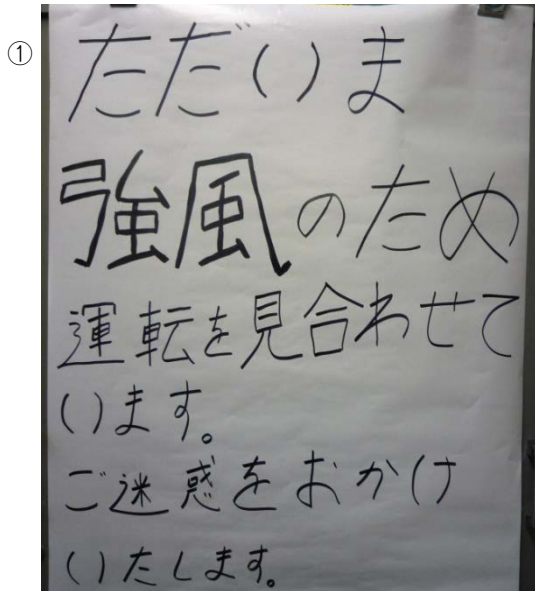 ①
ただいま
強風のため
運転を見合わせて
います。
ご迷惑をおかけ
いたします。